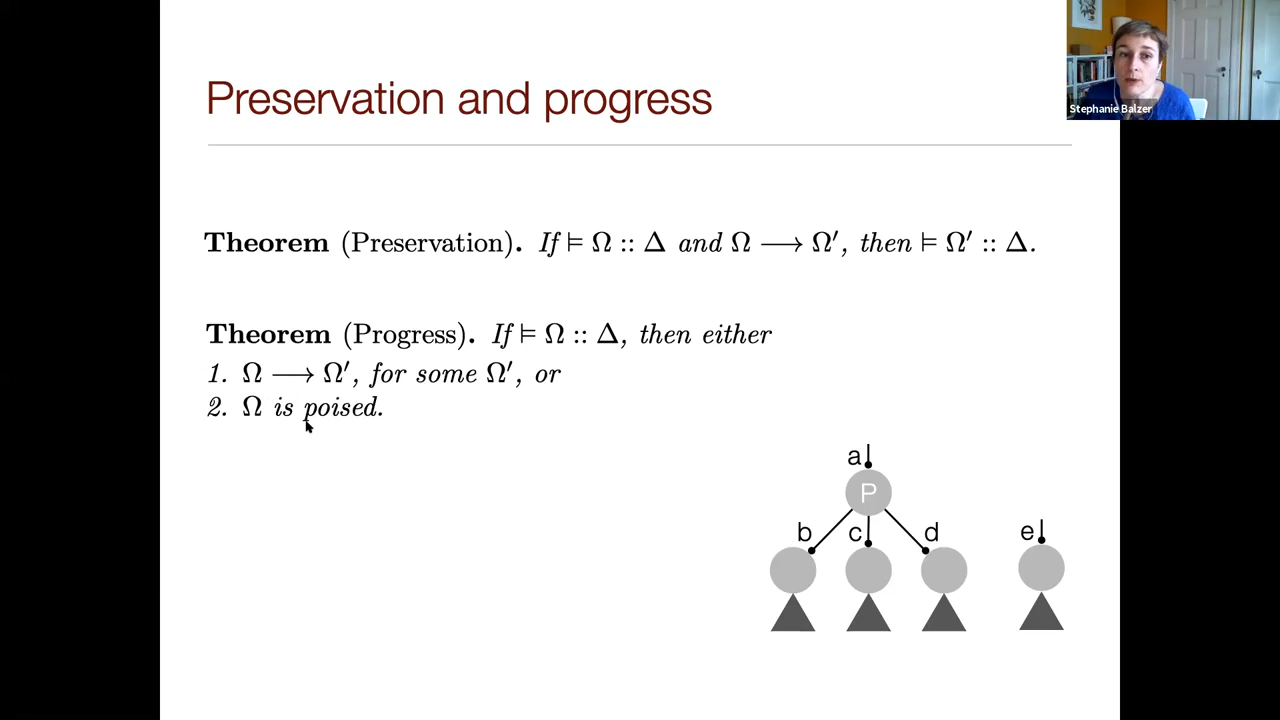 Preservation and progress
Stephanie Balzer
Theorem (Preservation). If ⊨ Ω :: Δ and Ω ⟶ Ω′, then ⊨ Ω′ :: Δ.
Theorem (Progress). If ⊨ Ω :: Δ, then either
1. Ω ⟶ Ω′, for some Ω′, or
2. Ω is poised.
a
P
b c d e